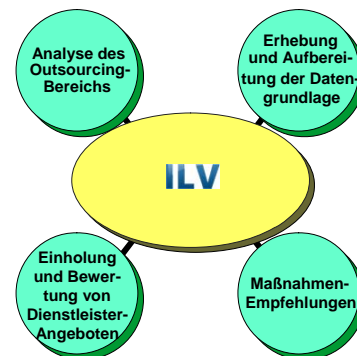 Analyse des
Outsourcing-
Bereichs
Erhebung
und Aufberei-
tung der Daten-
grundlage
ILV
Einholung
und Bewer-
tung von
Dienstleister-
Angeboten
Maßnahmen-
Empfehlungen